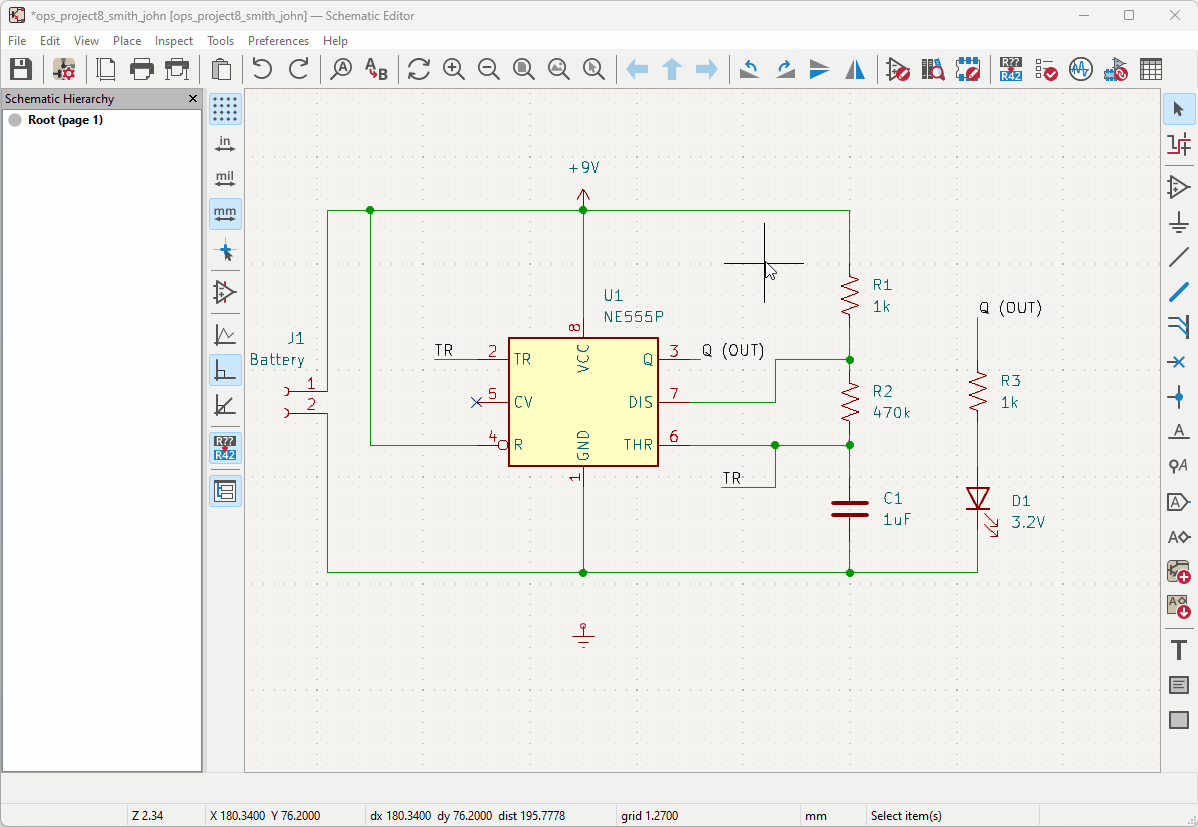 *ops_project8_smith_john [ops_project8_smith_john] — Schematic Editor
File Edit View Place Inspect Tools Preferences Help
A
A B
R??
R42
Schematic Hierarchy
Root (page 1)
in
mil
mm
R??
R42
A
A
A
A
A
T
+9V
U1
NE555P
J1
Battery
1
2
TR
2
TR
5
CV
4
R
8
VCC
GND
1
Q
3
Q (OUT)
DIS
7
THR
6
TR
R1
1k
R2
470k
C1
1uF
Q (OUT)
R3
1k
D1
3.2V
Z 2.34
X 180.3400 Y 76.2000
dx 180.3400 dy 76.2000 dist 195.7778
grid 1.2700
mm
Select item(s)